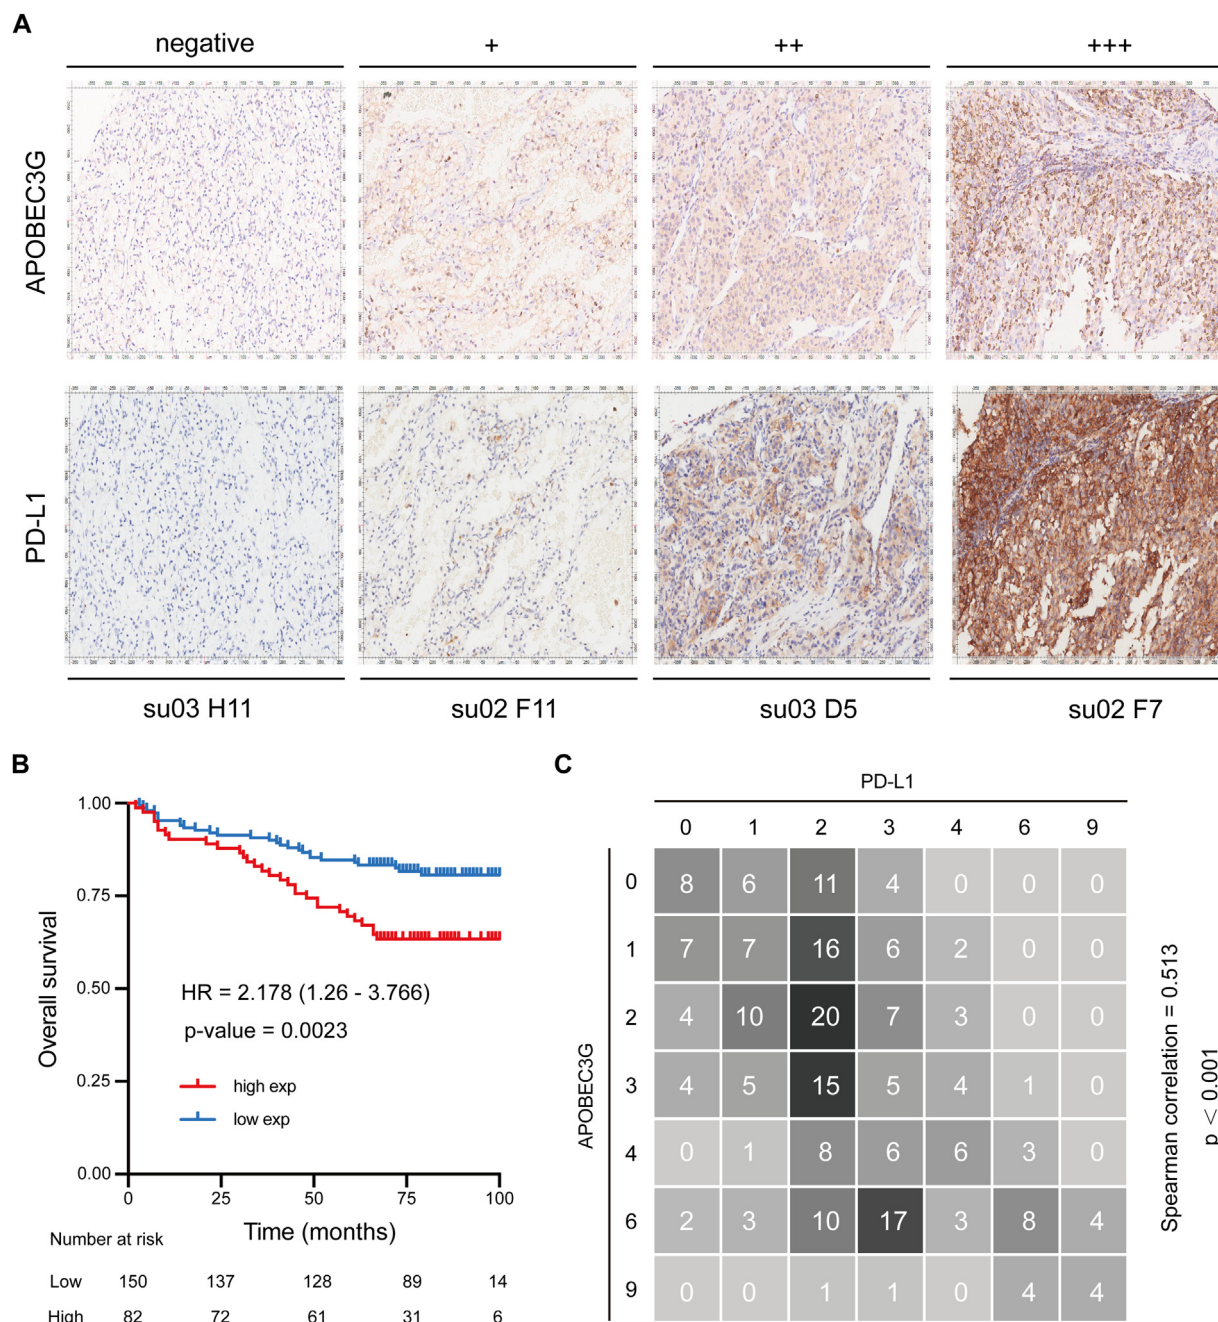 A
negative + ++ +++
APOBEC3G
PD-L1
su03 H11 su02 F11 su03 D5 su02 F7
B
1.00
0.75
0.50
0.25
0.00
Overall survival
HR = 2.178 (1.26 - 3.766)
p-value = 0.0023
high exp
low exp
0 25 50 75 100
Time (months)
Number at risk
Low 150 137 128 89 14
High 82 72 61 31 6
C
PD-L1
0 1 2 3 4 6 9
APOBEC3G
0 8 6 11 4 0 0 0
1 7 7 16 6 2 0 0
2 4 10 20 7 3 0 0
3 4 5 15 5 4 1 0
4 0 1 8 6 6 3 0
6 2 3 10 17 3 8 4
9 0 0 1 1 0 4 4
Spearman correlation = 0.513
p < 0.001